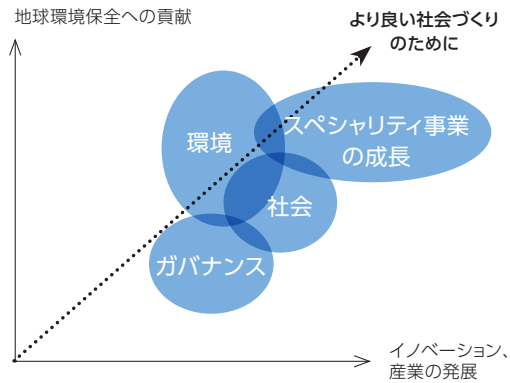 地球環境保全への貢献
より良い社会づくり
のために
環境
スペシャリティ事業
の成長
社会
ガバナンス
イノベーション、
産業の発展